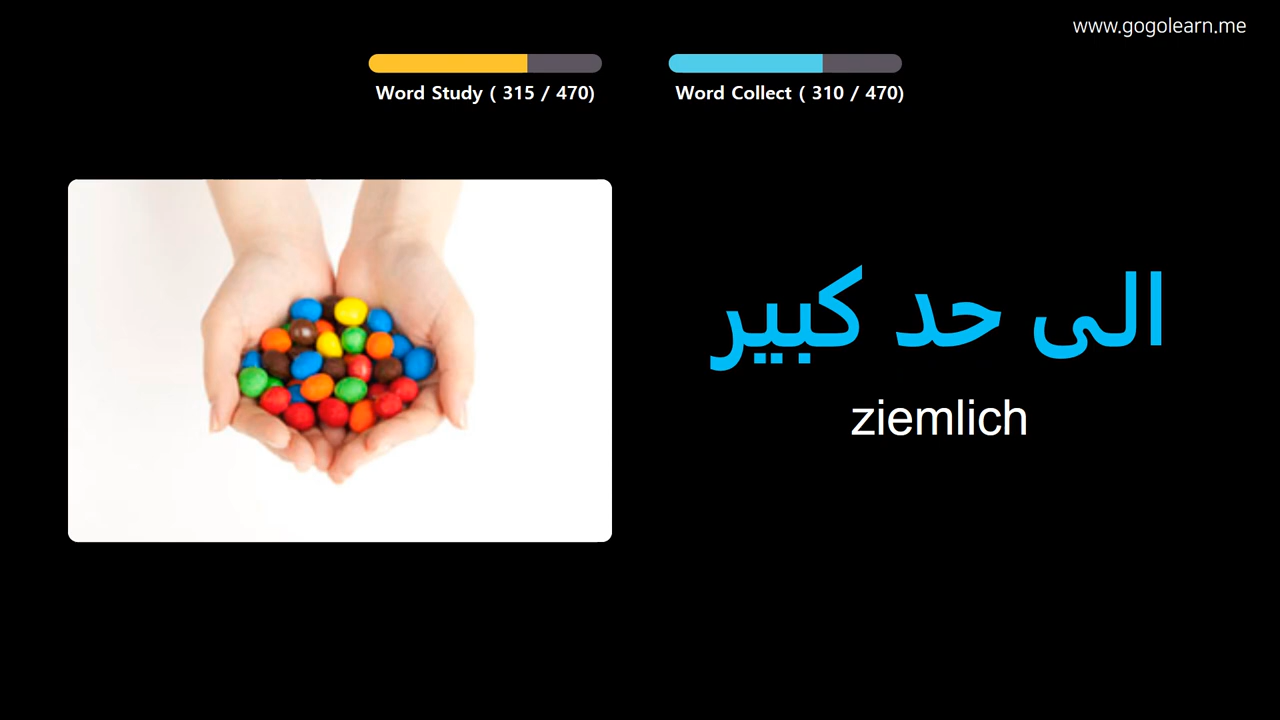 www.gogolearn.me
Word Study ( 315 / 470)
Word Collect ( 310 / 470)
الى حد كبير
ziemlich